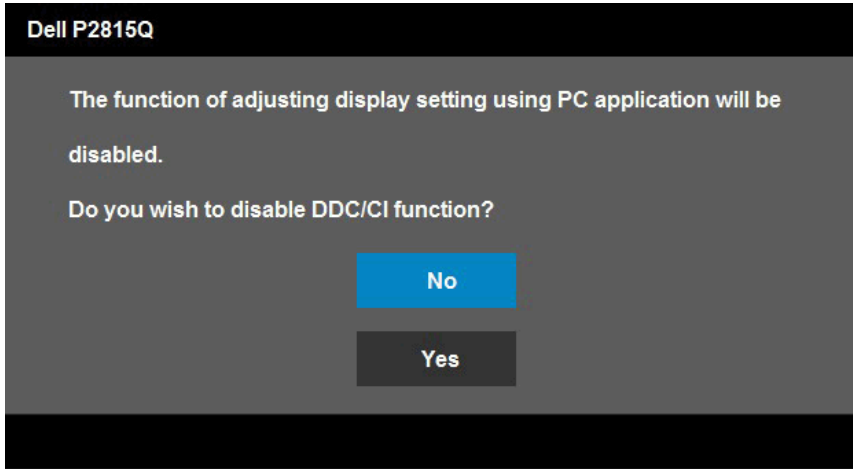 Dell P2815Q
The function of adjusting display setting using PC application will be
disabled.
Do you wish to disable DDC/CI function?
No
Yes